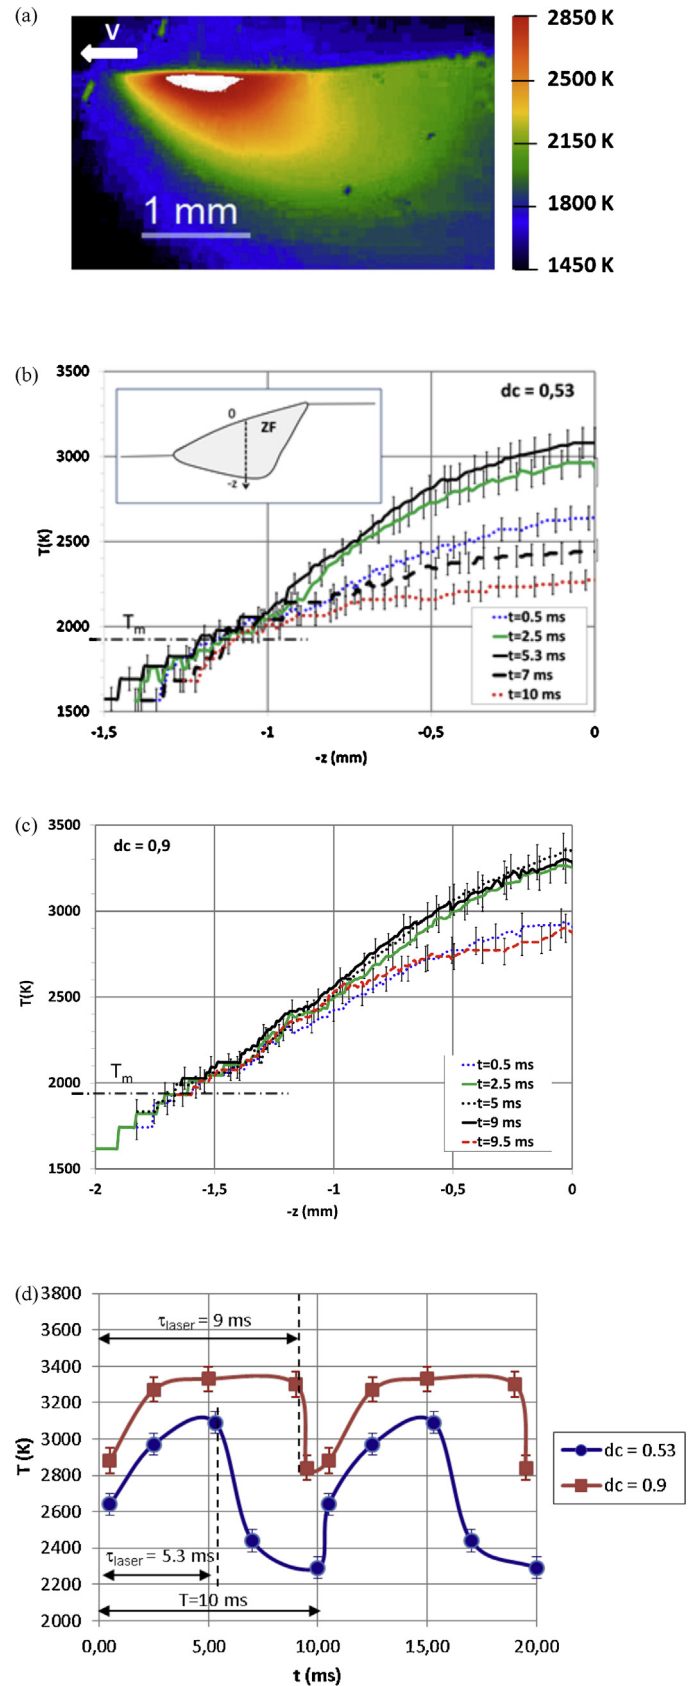 (a)
V
1 mm
2850 K
2500 K
2150 K
1800 K
1450 K
(b)
dc = 0,53
0
ZF
-z
3500
3000
2500
2000
1500
T(K)
Tm
t=0.5 ms
t=2.5 ms
t=5.3 ms
t=7 ms
t=10 ms
-1,5
-1
-0,5
0
-z (mm)
(c)
dc = 0,9
3500
3000
2500
2000
1500
T(K)
Tm
t=0.5 ms
t=2.5 ms
t=5 ms
t=9 ms
t=9.5 ms
-2
-1,5
-1
-0,5
0
-z (mm)
(d)
3800
3600
3400
3200
3000
2800
2600
2400
2200
2000
T (K)
τlaser = 9 ms
τlaser = 5.3 ms
T=10 ms
dc = 0.53
dc = 0.9
0,00
5,00
10,00
15,00
20,00
t (ms)